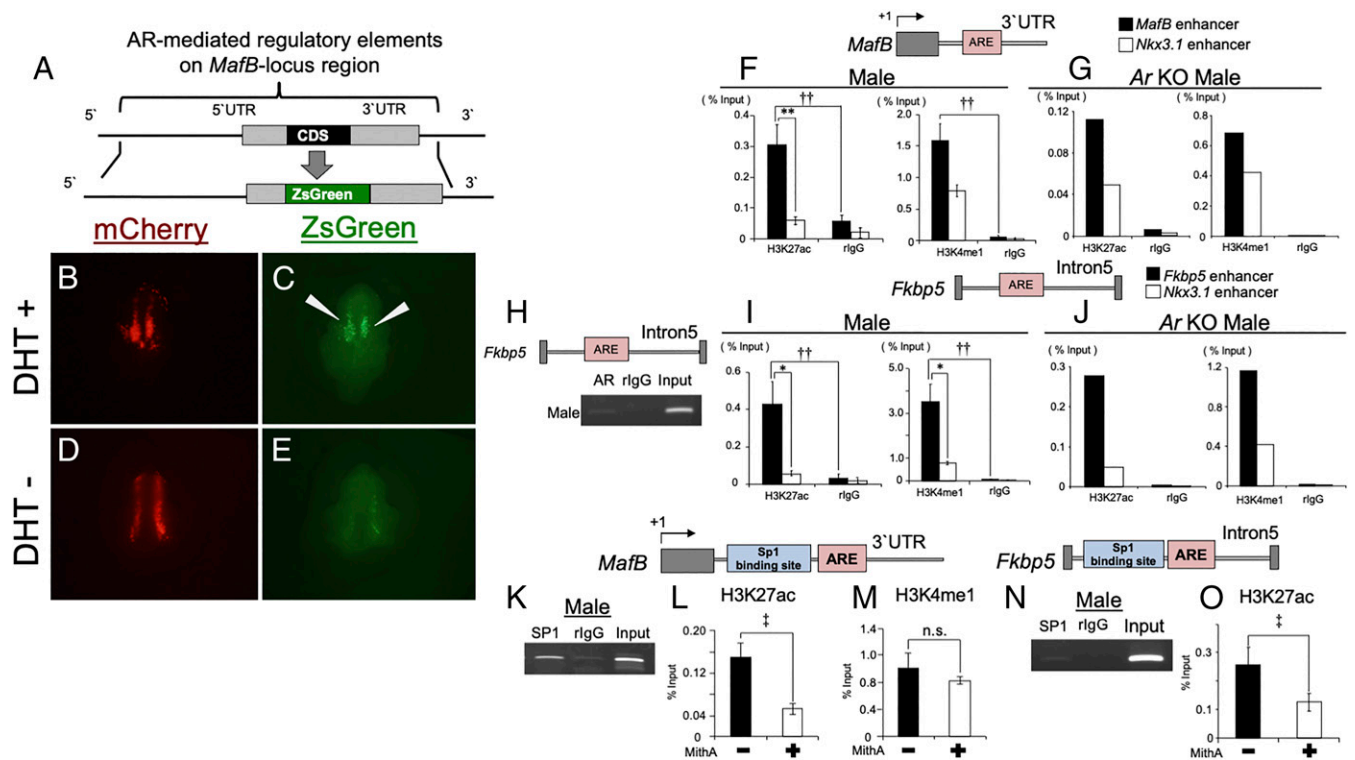 AR-mediated regulatory elements
on MafB-locus region
A
5` 5`UTR 3`UTR 3`
CDS
5` ZsGreen 3`
mCherry ZsGreen
DHT +
B
C
DHT -
D
E
+1
MafB ARE 3`UTR
MafB enhancer
Nkx3.1 enhancer
F Male
( % Input) ( % Input )
†† ††
**
0.4
0.3
0.2
0.1
0
H3K27ac rIgG
2.0
1.5
1.0
0.5
0
H3K4me1 rIgG
G Ar KO Male
( % Input ) ( % Input )
0.12
0.08
0.04
0
H3K27ac rIgG
0.8
0.6
0.4
0.2
0
H3K4me1 rIgG
Fkbp5 ARE Intron5
Fkbp5 enhancer
Nkx3.1 enhancer
H
Intron5
Fkbp5 ARE
AR rIgG Input
Male
I Male
(% Input) (% Input )
†† ††
* *
0.6
0.4
0.2
0
H3K27ac rIgG
5.0
3.0
2.0
1.0
0
H3K4me1 rIgG
J Ar KO Male
( % Input ) ( % Input )
0.3
0.2
0.1
0
H3K27ac rIgG
1.2
0.8
0.4
0
H3K4me1 rIgG
+1
MafB Sp1 binding site ARE 3`UTR
Fkbp5 Sp1 binding site ARE Intron5
K Male
SP1 rIgG Input
L H3K27ac
‡
% Input
0.20
0.12
0.04
0
MithA - +
M H3K4me1
n.s.
% Input
1.6
1.2
0.8
0.4
0
MithA - +
N Male
SP1 rIgG Input
O H3K27ac
‡
% Input
0.4
0.3
0.1
0
MithA - +